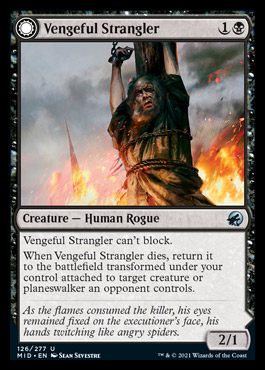 Vengeful Strangler 1
Creature — Human Rogue
Vengeful Strangler can't block.
When Vengeful Strangler dies, return it
to the battlefield transformed under your
control attached to target creature or
planeswalker an opponent controls.
As the flames consumed the killer, his eyes
remained fixed on the executioner's face, his
hands twitching like angry spiders.
2/1
126/277 U
MID • EN Sean Sevestre
™ & © 2021 Wizards of the Coast